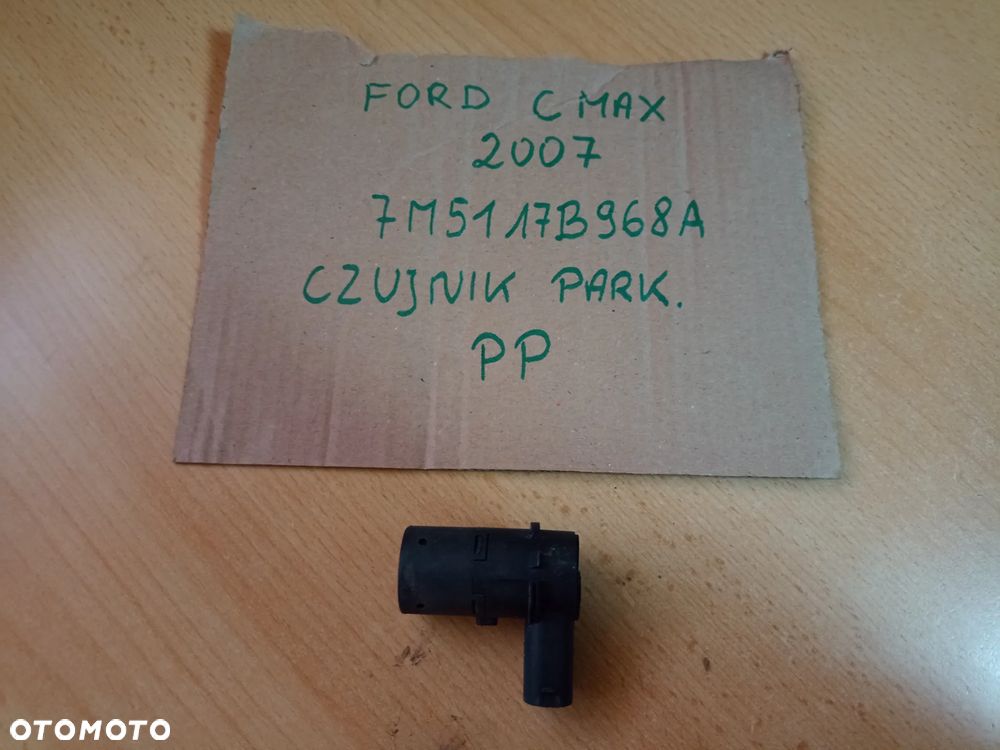 FORD C MAX
2007
7M5117B968A
CZUJNIK PARK.
PP
OTOMOTO